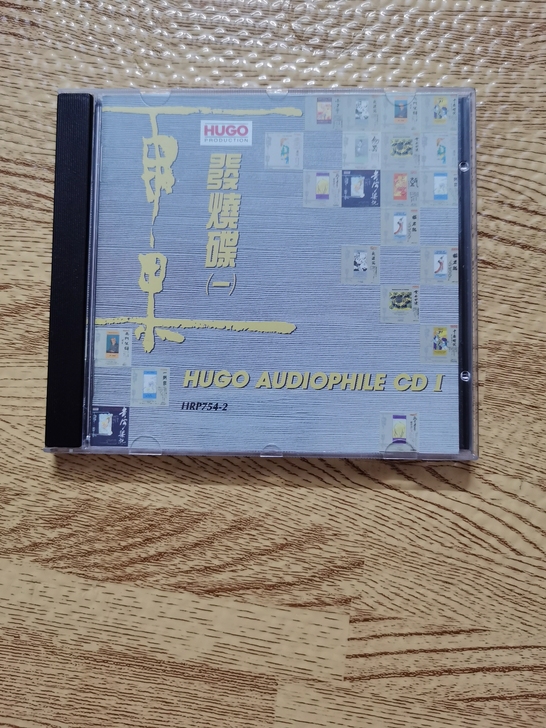 雨果
HUGO
PRODUCTION
發燒碟
(一)
HUGO AUDIOPHILE CD I
HRP754-2